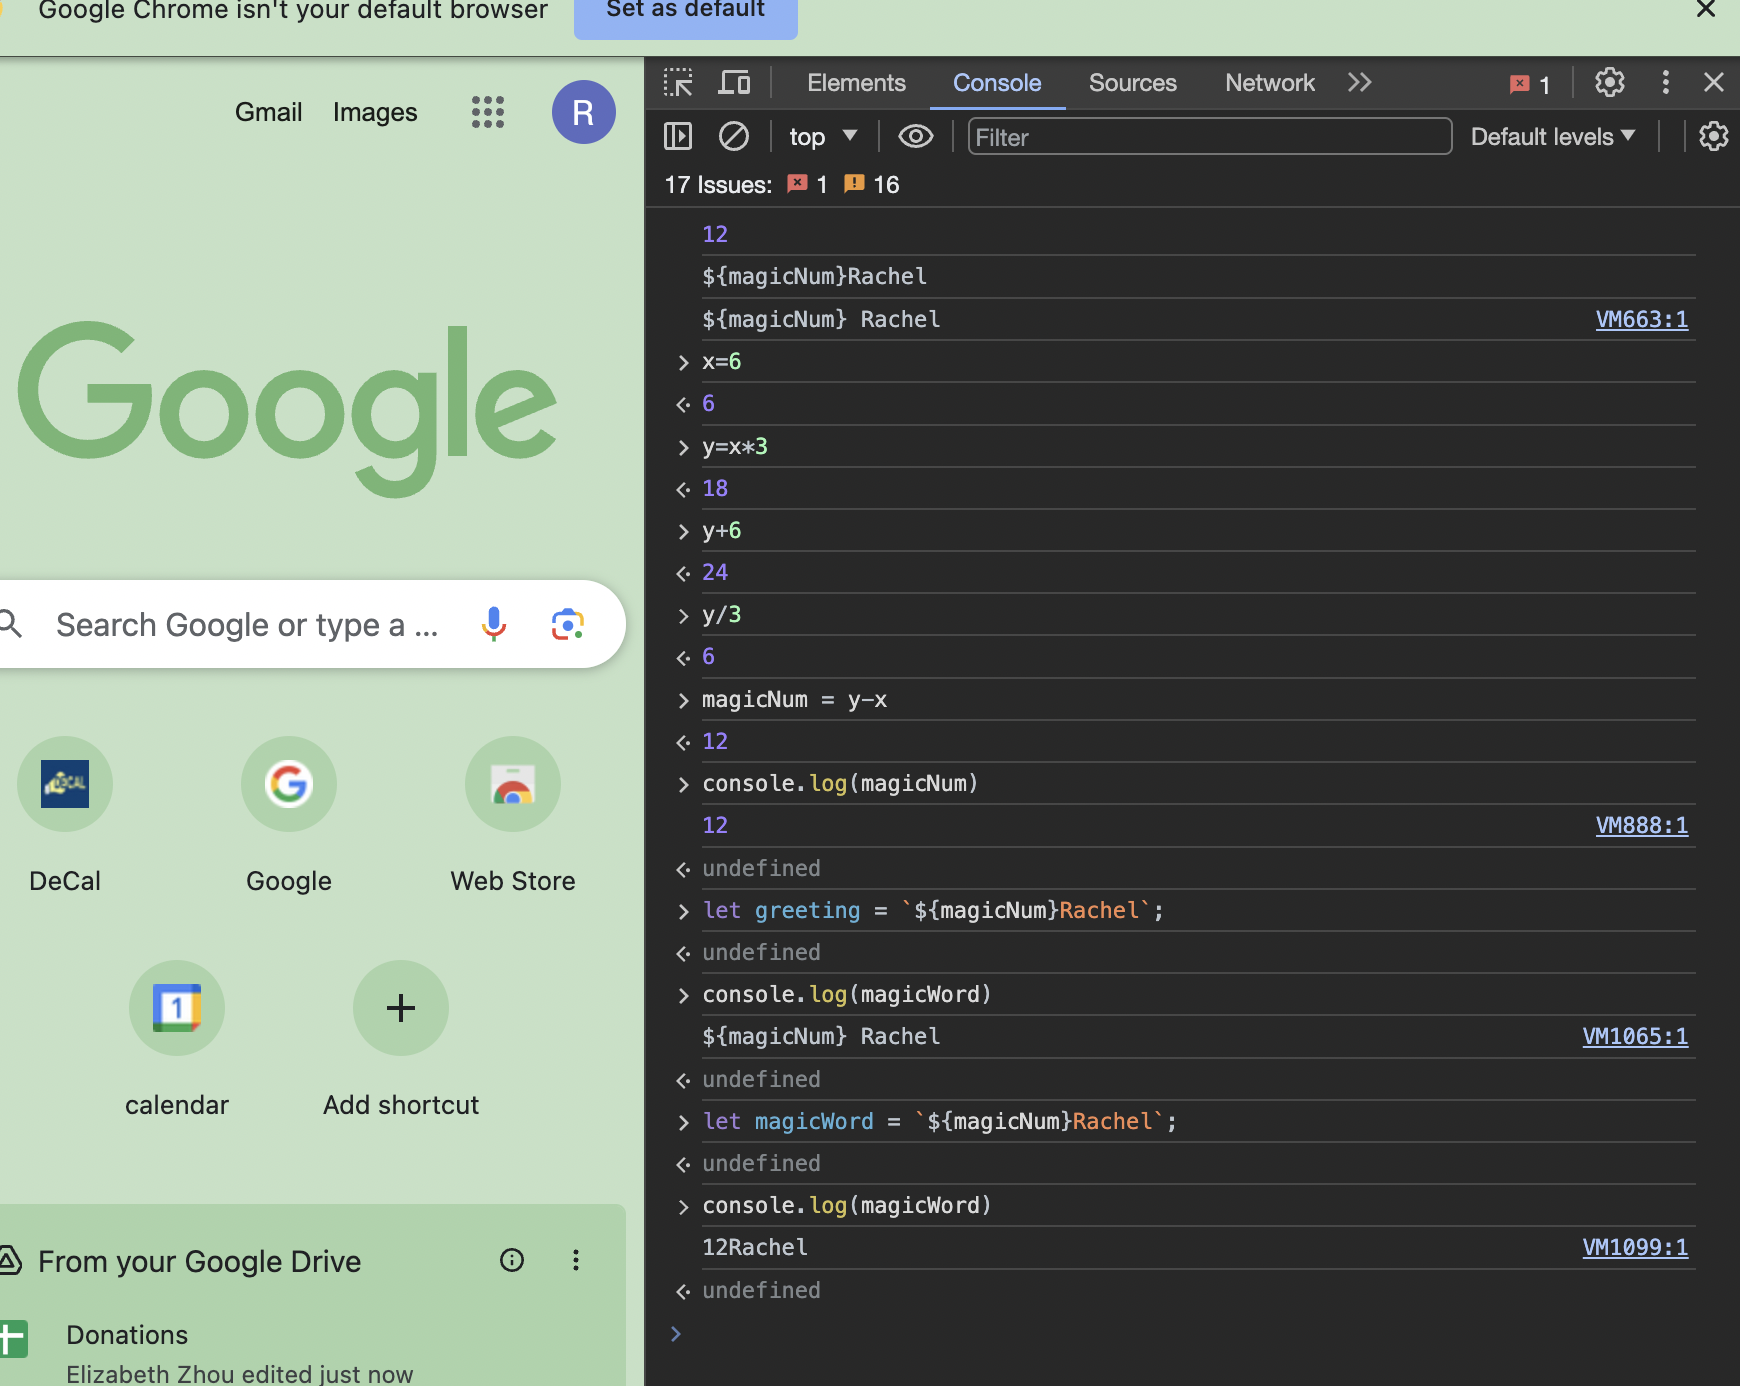 Google Chrome isn't your default browser
Set as default
Gmail Images R
Google
Search Google or type a ...
DeCal
Google
Web Store
1
calendar
Add shortcut
From your Google Drive
Donations
Elizabeth Zhou edited just now
Elements Console Sources Network 1
top Filter Default levels
17 Issues: 1 16
12
${magicNum}Rachel
${magicNum} Rachel VM663:1
x=6
6
y=x*3
18
y+6
24
y/3
6
magicNum = y-x
12
console.log(magicNum)
12 VM888:1
undefined
let greeting = `${magicNum}Rachel`;
undefined
console.log(magicWord)
${magicNum} Rachel VM1065:1
undefined
let magicWord = `${magicNum}Rachel`;
undefined
console.log(magicWord)
12Rachel VM1099:1
undefined